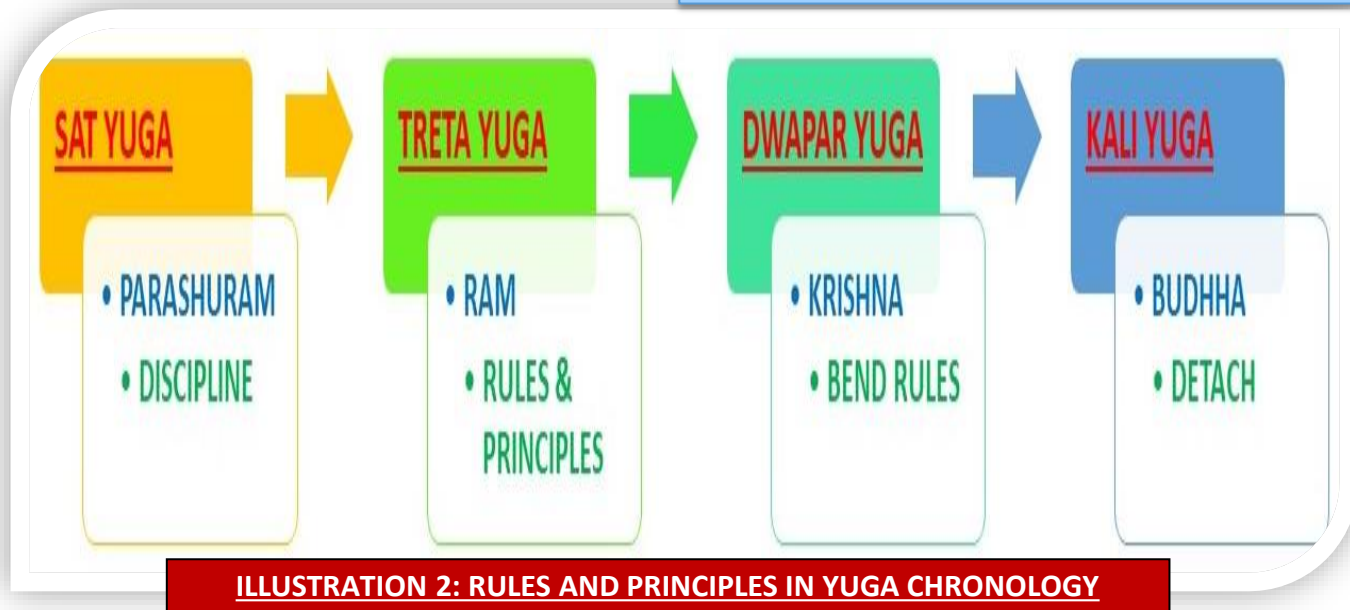 SAT YUGA
• PARASHURAM
• DISCIPLINE
TRETA YUGA
• RAM
• RULES &
PRINCIPLES
DWAPAR YUGA
• KRISHNA
• BEND RULES
KALI YUGA
• BUDHHA
• DETACH
ILLUSTRATION 2: RULES AND PRINCIPLES IN YUGA CHRONOLOGY